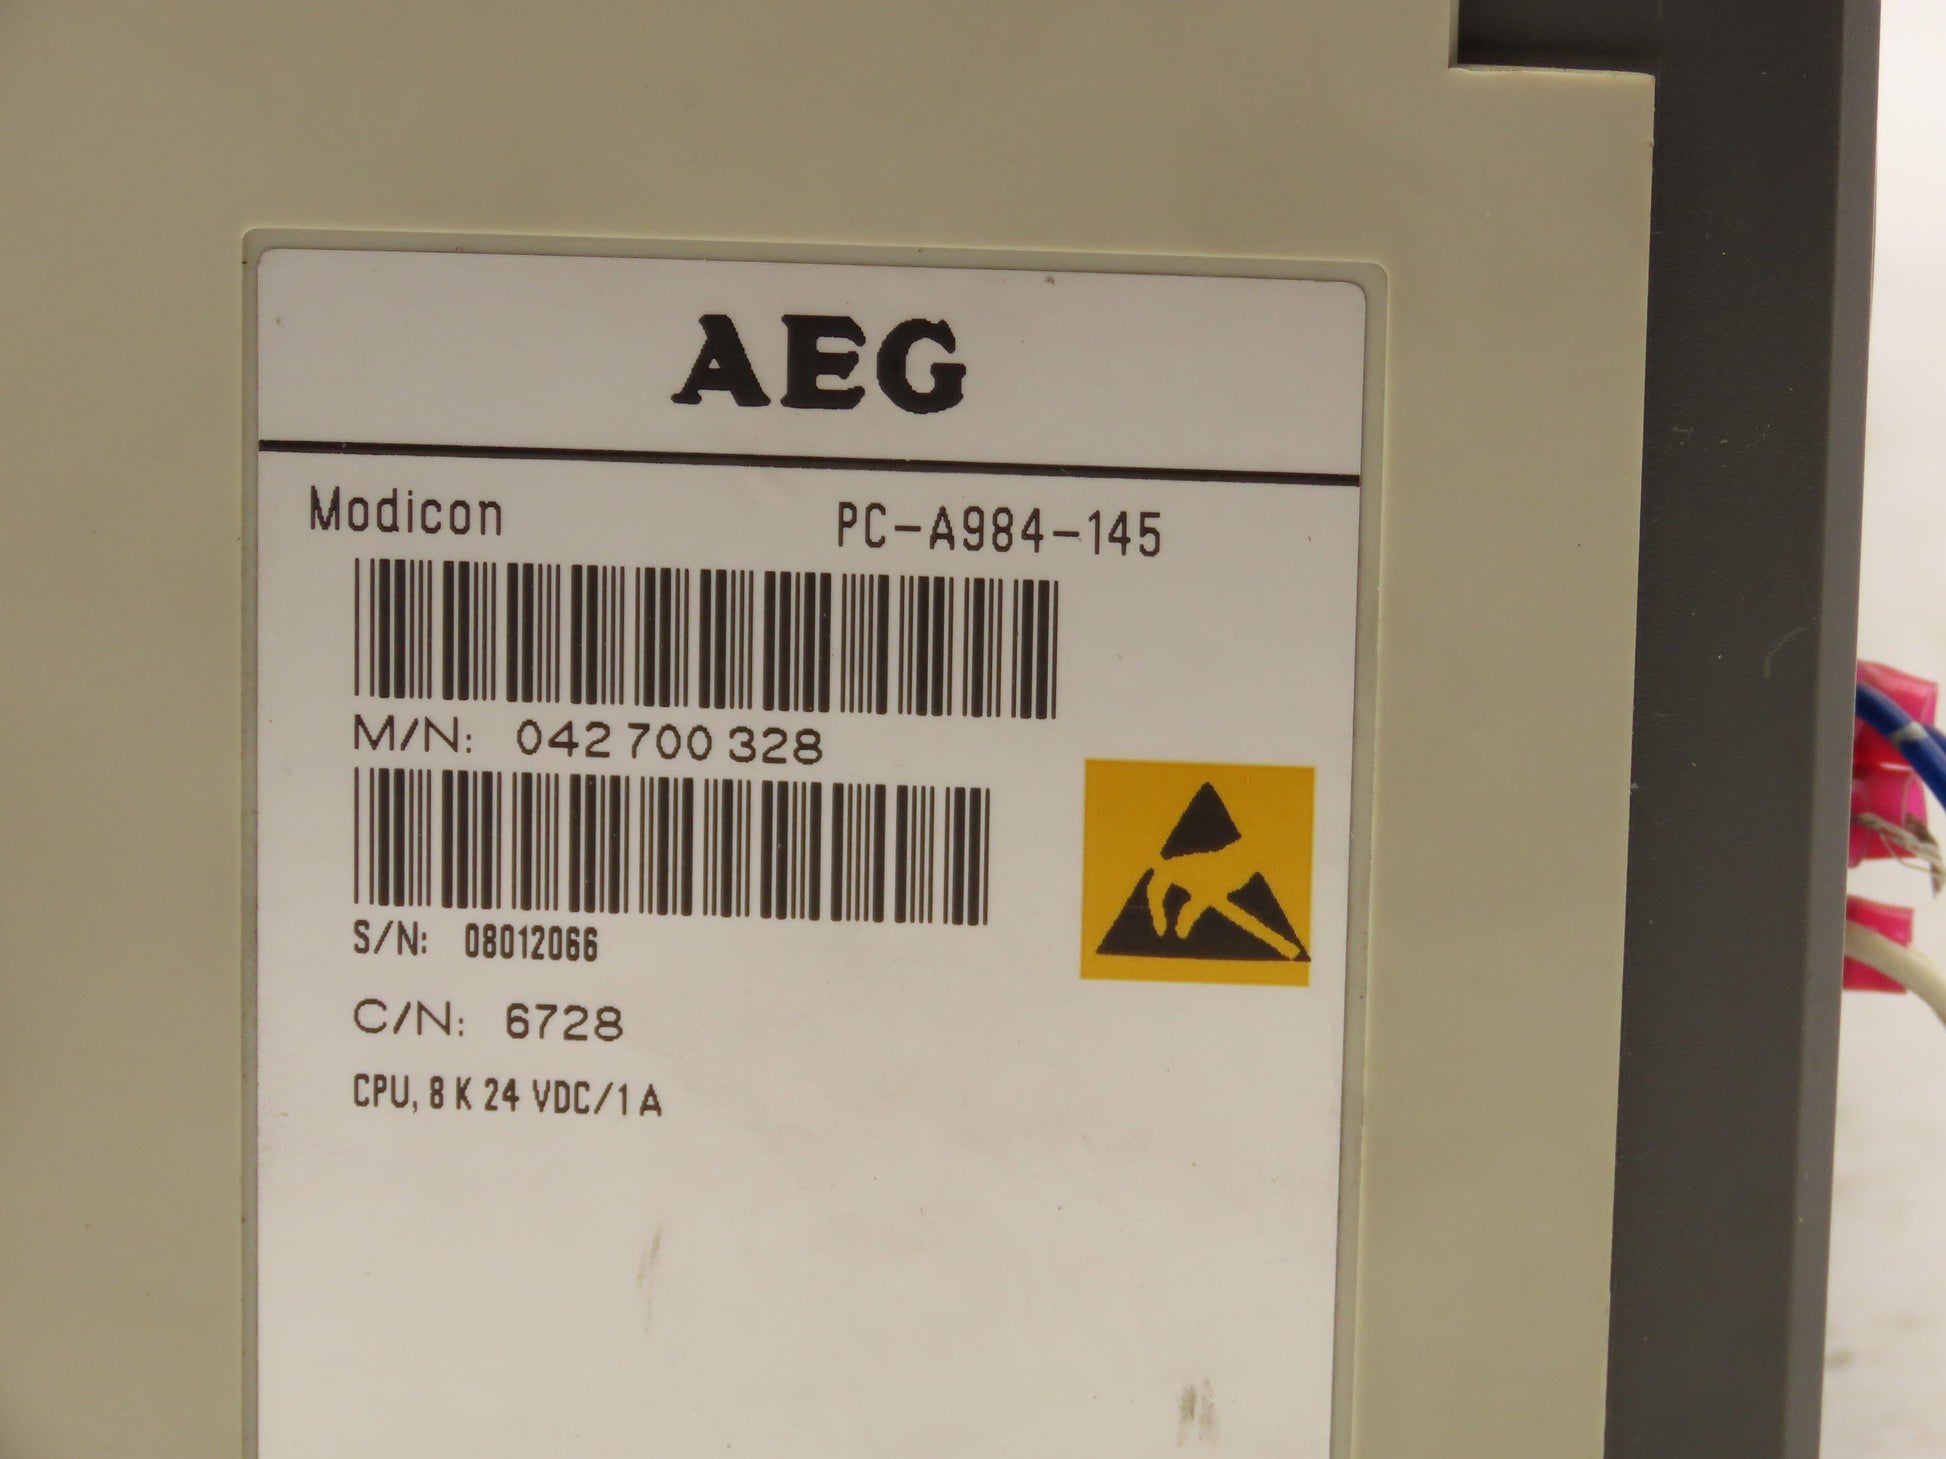 AEG
Modicon PC-A984-145
M/N: 042 700 328
S/N: 08012066
C/N: 6728
CPU, 8 K 24 VDC/1 A